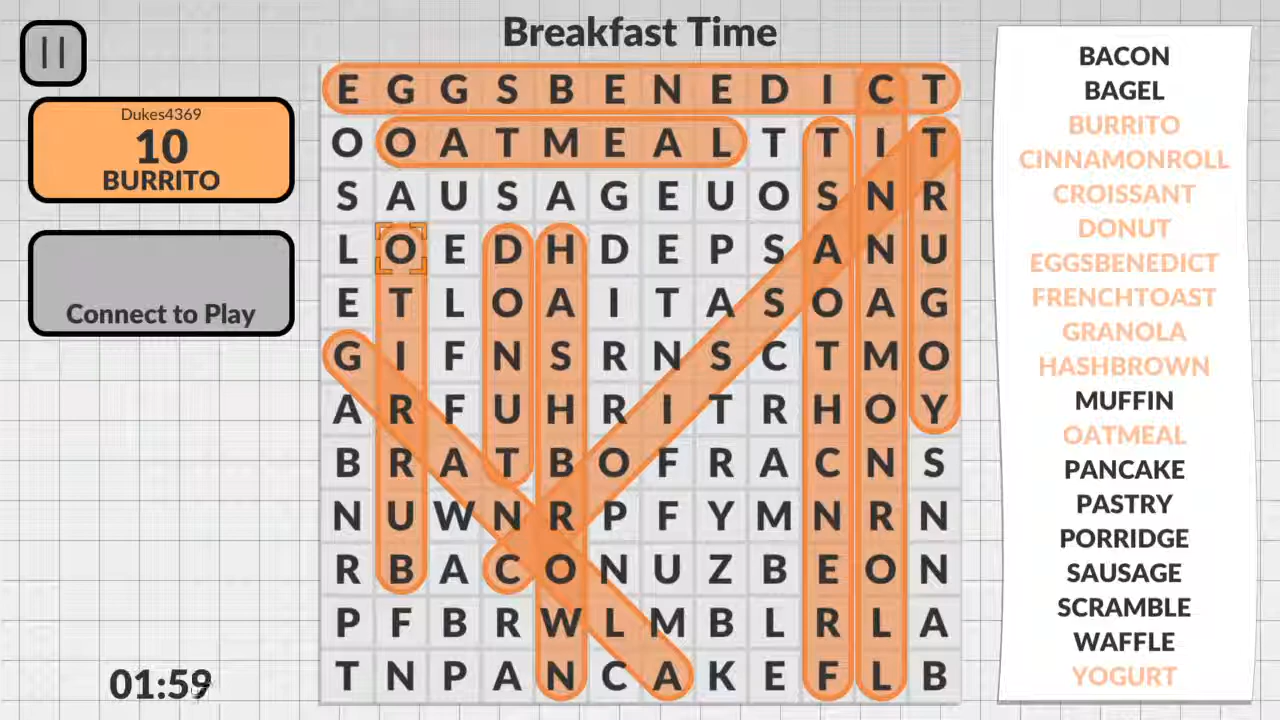 Breakfast Time
Dukes4369
10
BURRITO
Connect to Play
01:59
E G G S B E N E D I C T
O O A T M E A L T T I T
S A U S A G E U O S N R
L O E D H D E P S A N U
E T L O A I T A S O A G
G I F N S R N S C T M O
A R F U H R I T R H O Y
B R A T B O F R A C N S
N U W N R P F Y M N R N
R B A C O N U Z B E O N
P F B R W L M B L R L A
T N P A N C A K E F L B
BACON
BAGEL
BURRITO
CINNAMONROLL
CROISSANT
DONUT
EGGSBENEDICT
FRENCHTOAST
GRANOLA
HASHBROWN
MUFFIN
OATMEAL
PANCAKE
PASTRY
PORRIDGE
SAUSAGE
SCRAMBLE
WAFFLE
YOGURT